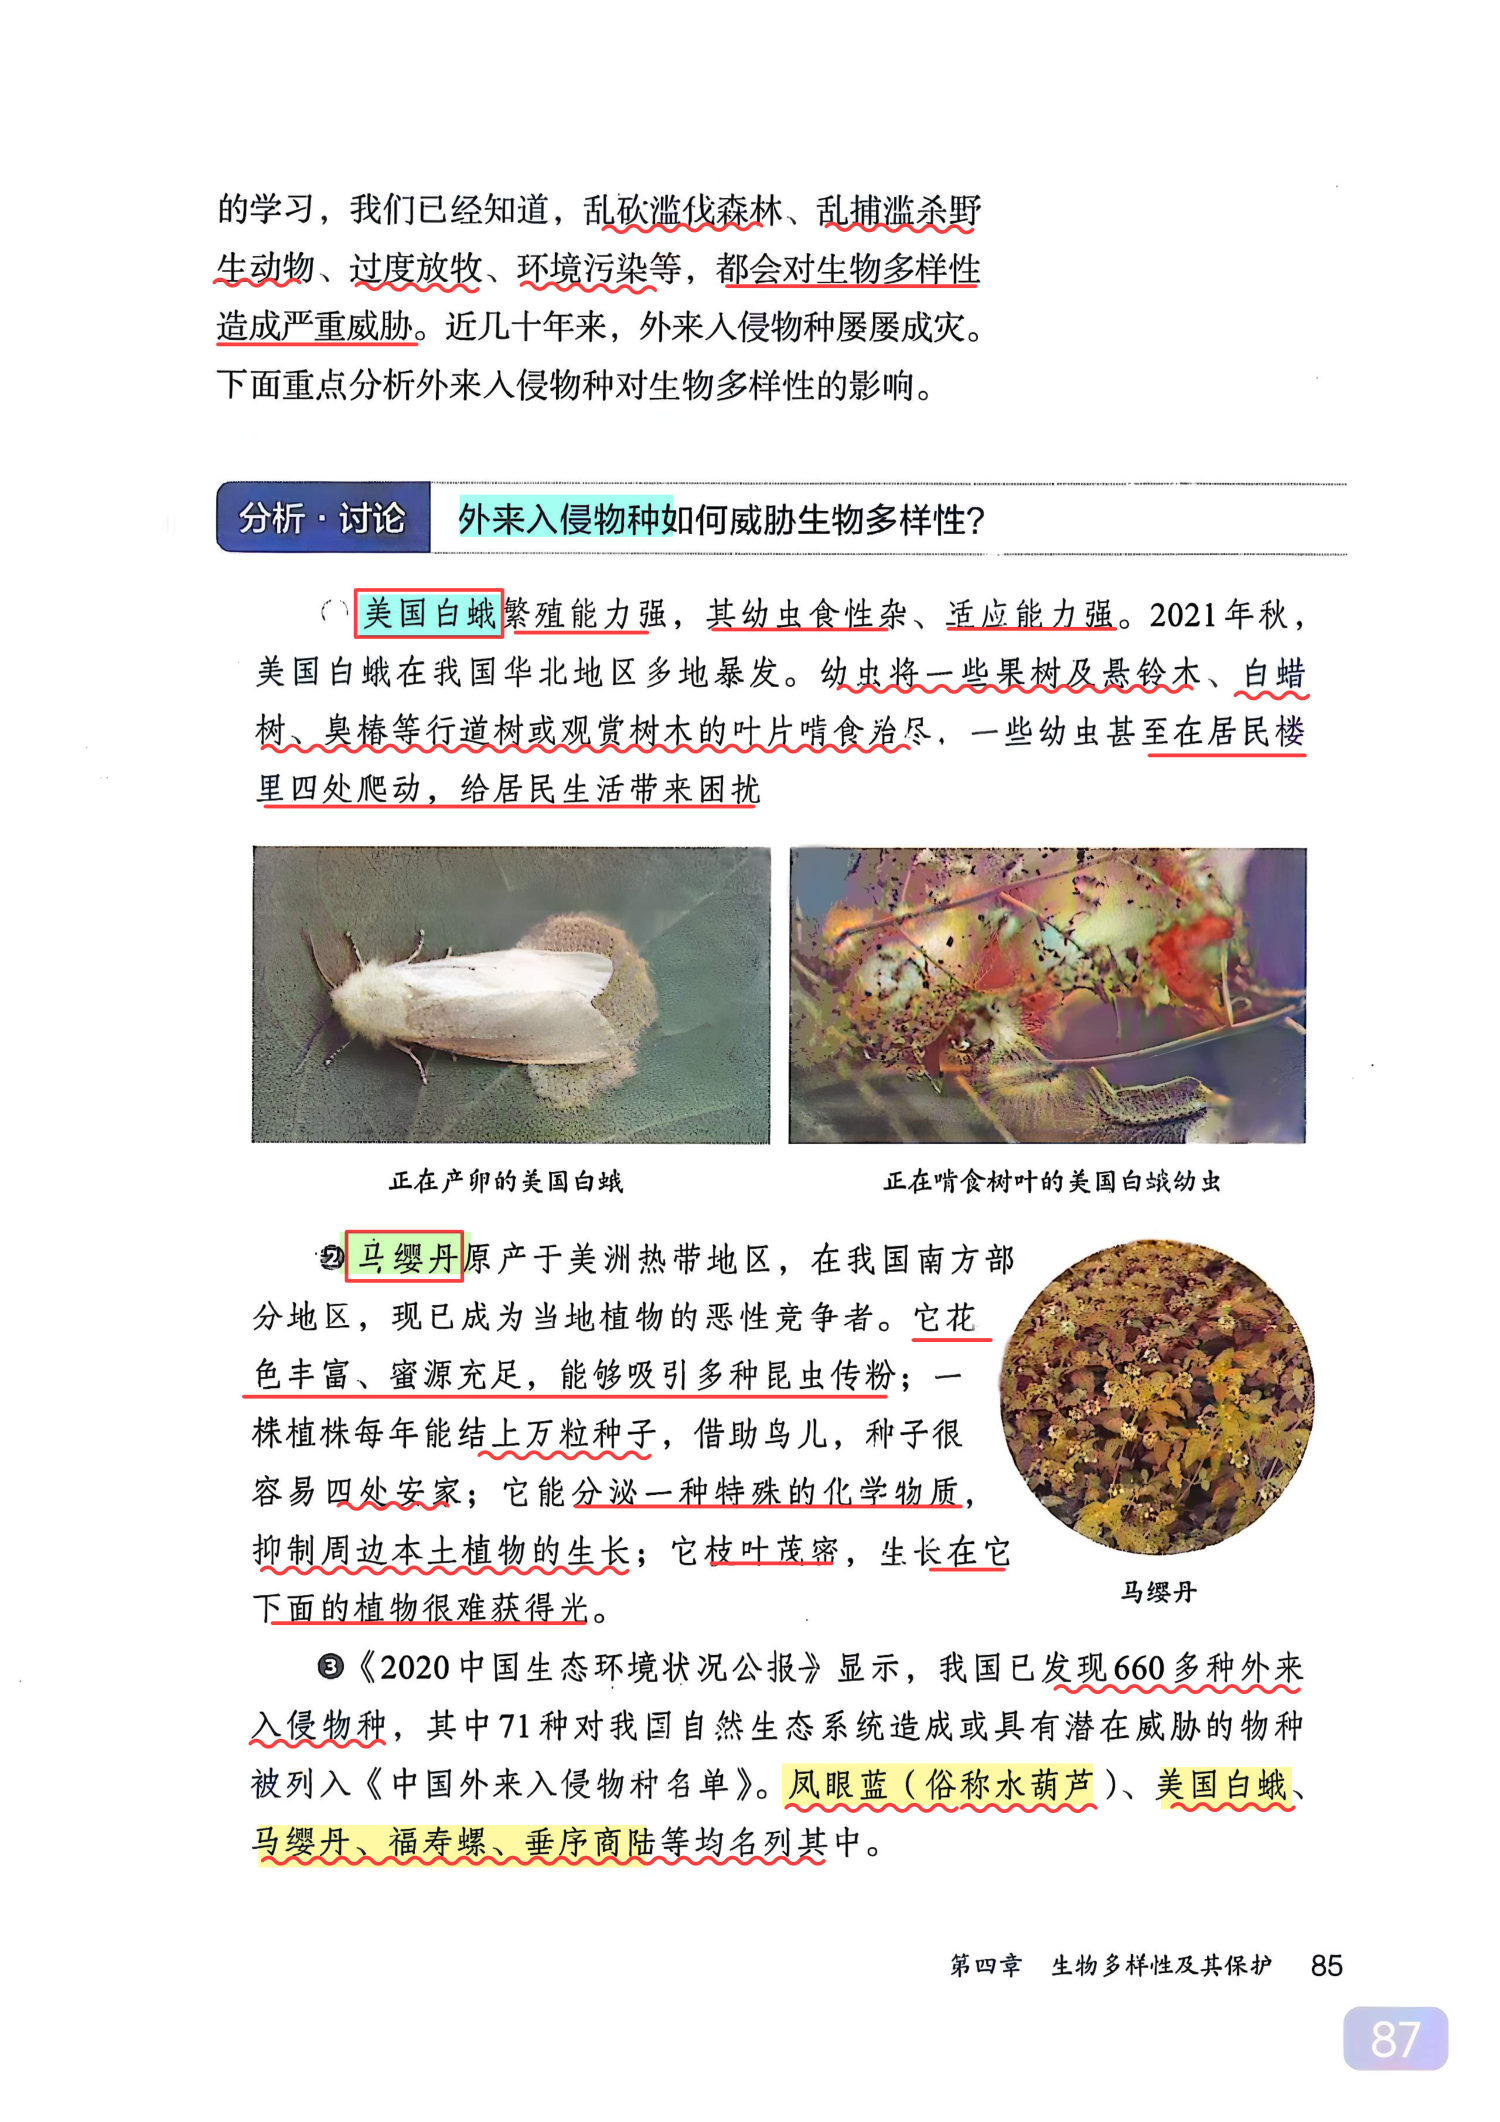 的学习，我们已经知道，乱砍滥伐森林、乱捕滥杀野
生动物、过度放牧、环境污染等，都会对生物多样性
造成严重威胁。近几十年来，外来入侵物种屡屡成灾。
下面重点分析外来入侵物种对生物多样性的影响。
分析·讨论 外来入侵物种如何威胁生物多样性？
美国白蛾繁殖能力强，其幼虫食性杂、适应能力强。2021年秋，
美国白蛾在我国华北地区多地暴发。幼虫将一些果树及悬铃木、白蜡
树、臭椿等行道树或观赏树木的叶片啃食殆尽，一些幼虫甚至在居民楼
里四处爬动，给居民生活带来困扰
正在产卵的美国白蛾
正在啃食树叶的美国白蛾幼虫
❷马缨丹原产于美洲热带地区，在我国南方部
分地区，现已成为当地植物的恶性竞争者。它花
色丰富、蜜源充足，能够吸引多种昆虫传粉；一
株植株每年能结上万粒种子，借助鸟儿，种子很
容易四处安家；它能分泌一种特殊的化学物质，
抑制周边本土植物的生长；它枝叶茂密，生长在它
下面的植物很难获得光。
马缨丹
❸《2020中国生态环境状况公报》显示，我国已发现660多种外来
入侵物种，其中71种对我国自然生态系统造成或具有潜在威胁的物种
被列入《中国外来入侵物种名单》。凤眼蓝（俗称水葫芦）、美国白蛾、
马缨丹、福寿螺、垂序商陆等均名列其中。
第四章 生物多样性及其保护 85
87